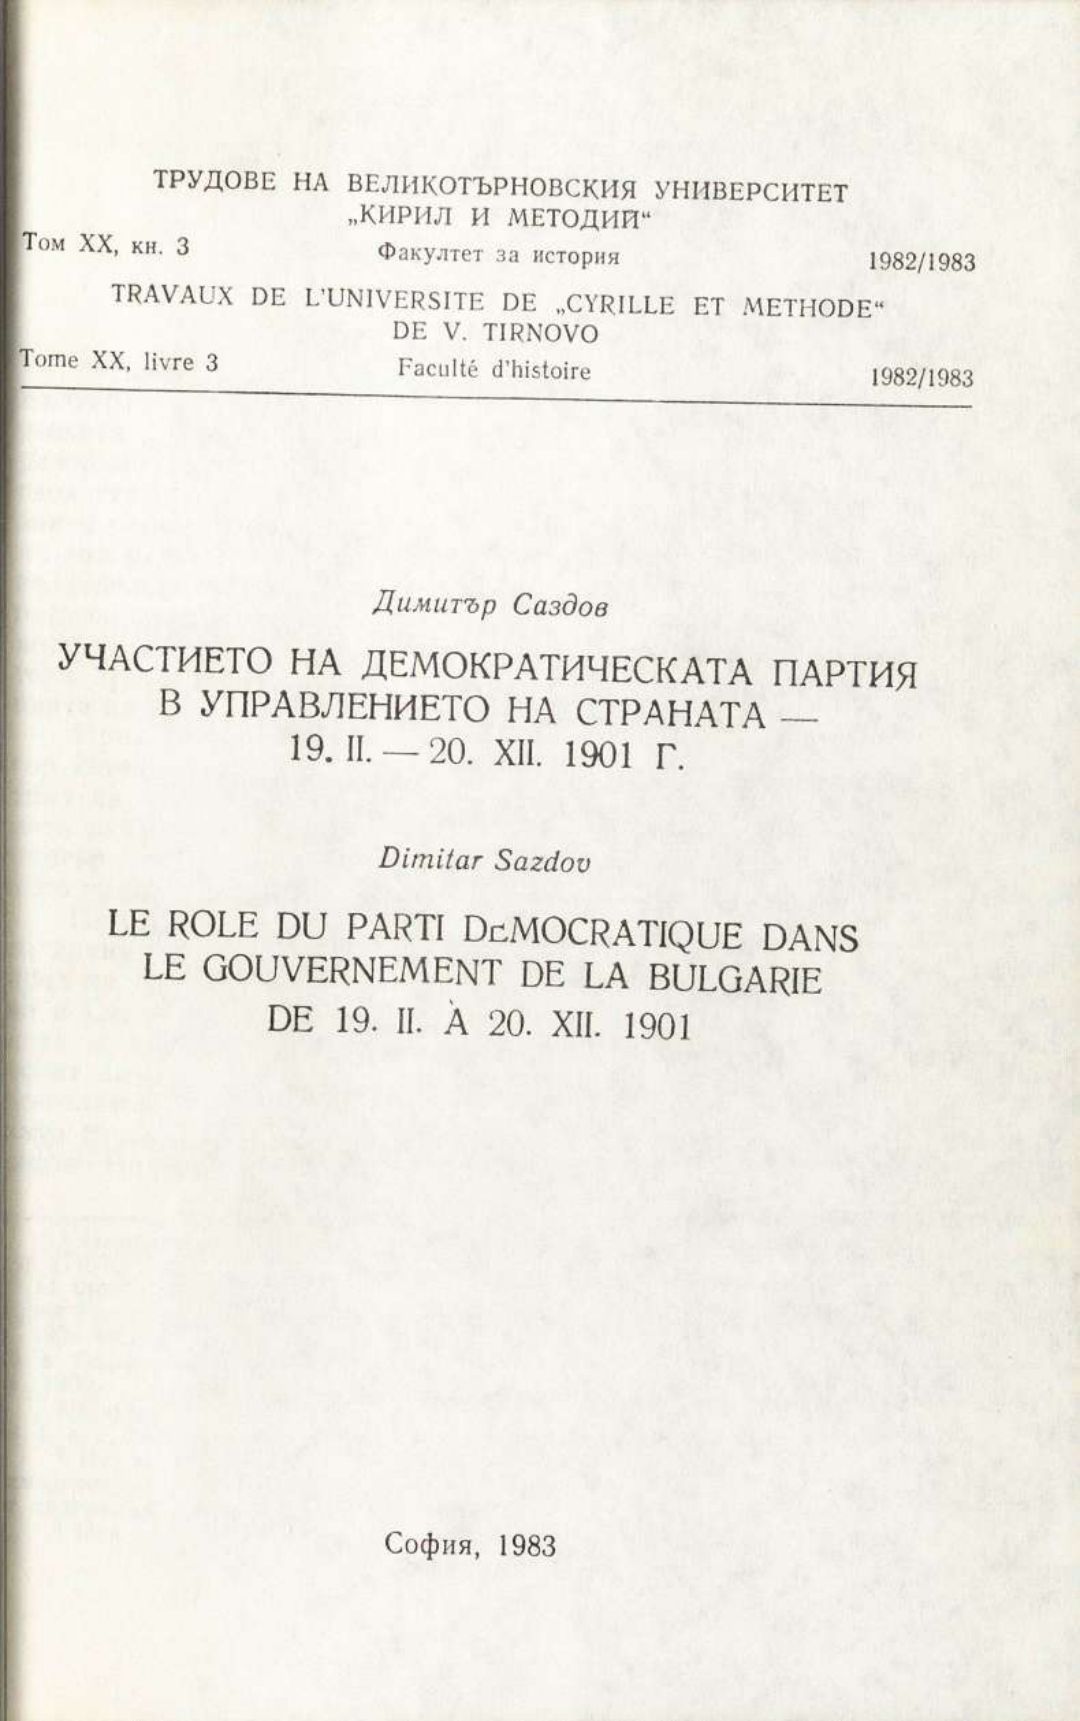 ТРУДОВЕ НА ВЕЛИКОТЪРНОВСКИЯ УНИВЕРСИТЕТ
„КИРИЛ И МЕТОДИЙ“
Том XX, кн. 3 Факултет за история 1982/1983
TRAVAUX DE L'UNIVERSITE DE „CYRILLE ET METHODE“
DE V. TIRNOVO
Tome XX, livre 3 Faculté d'histoire 1982/1983
Димитър Саздов
УЧАСТИЕТО НА ДЕМОКРАТИЧЕСКАТА ПАРТИЯ
В УПРАВЛЕНИЕТО НА СТРАНАТА —
19. II. — 20. XII. 1901 Г.
Dimitar Sazdov
LE ROLE DU PARTI DéMOCRATIQUE DANS
LE GOUVERNEMENT DE LA BULGARIE
DE 19. II. À 20. XII. 1901
София, 1983